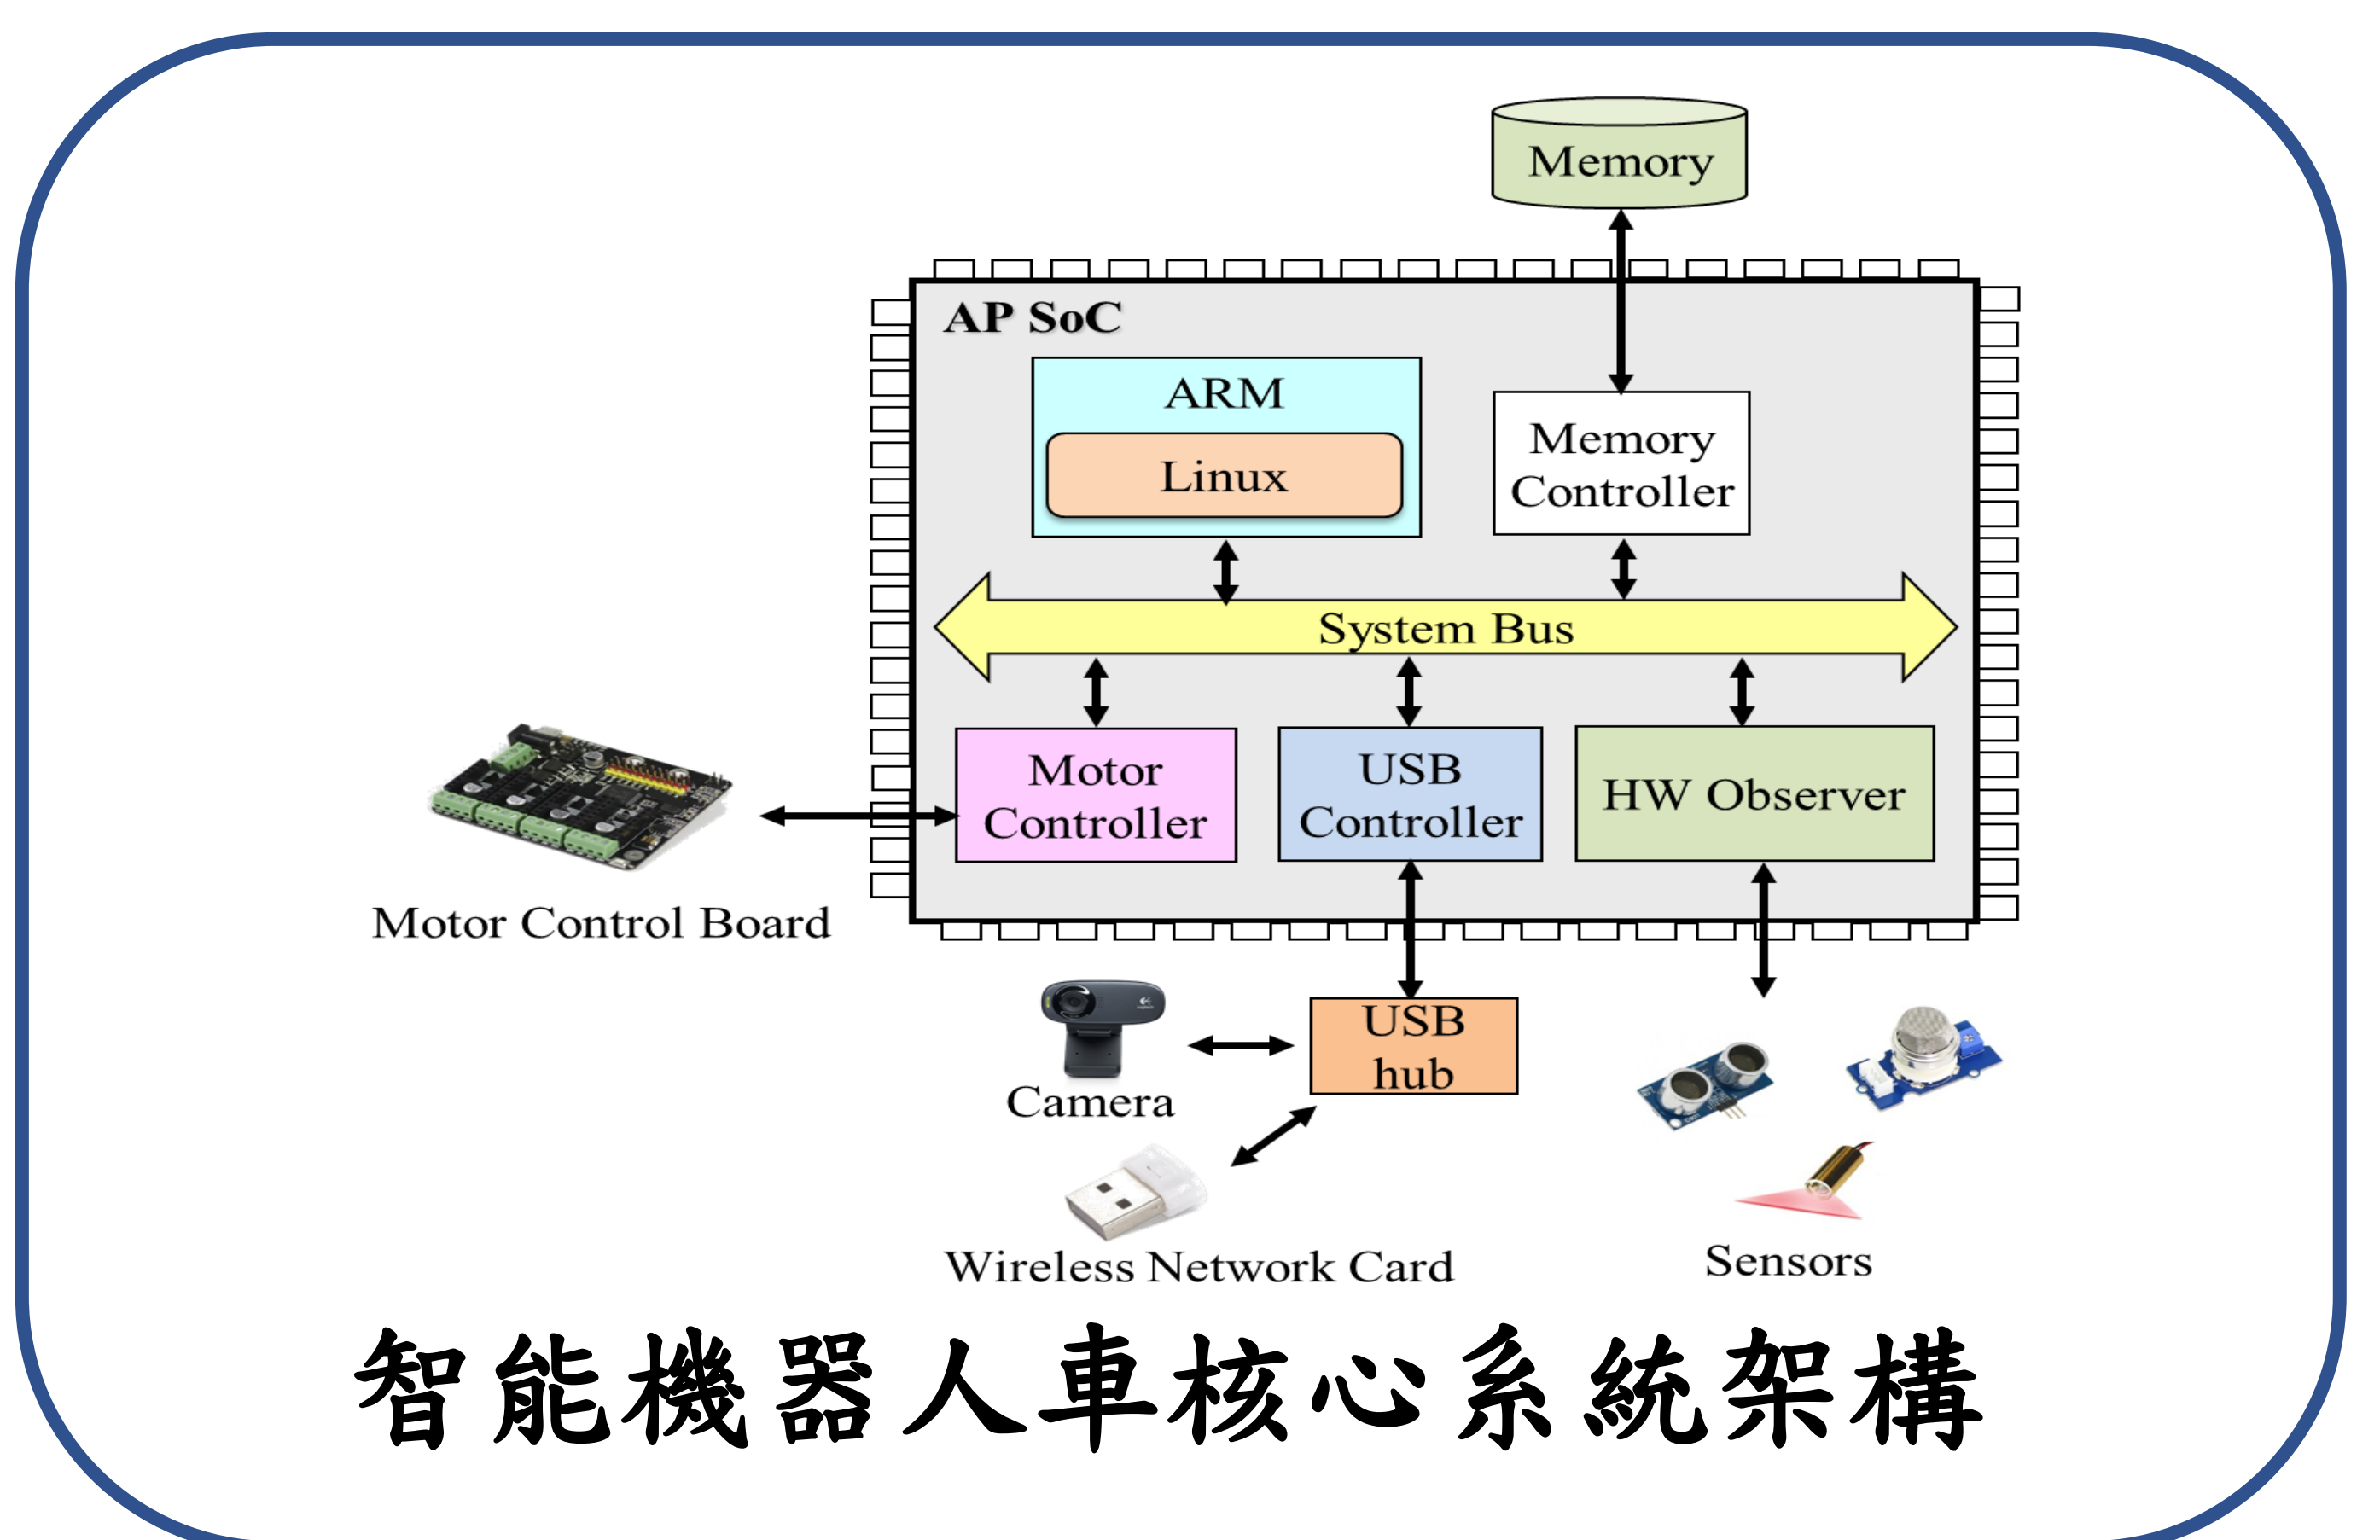 Memory
AP SoC
ARM
Linux
Memory
Controller
System Bus
Motor
Controller
USB
Controller
HW Observer
Motor Control Board
USB
hub
Camera
Wireless Network Card
Sensors
智能機器人車核心系統架構